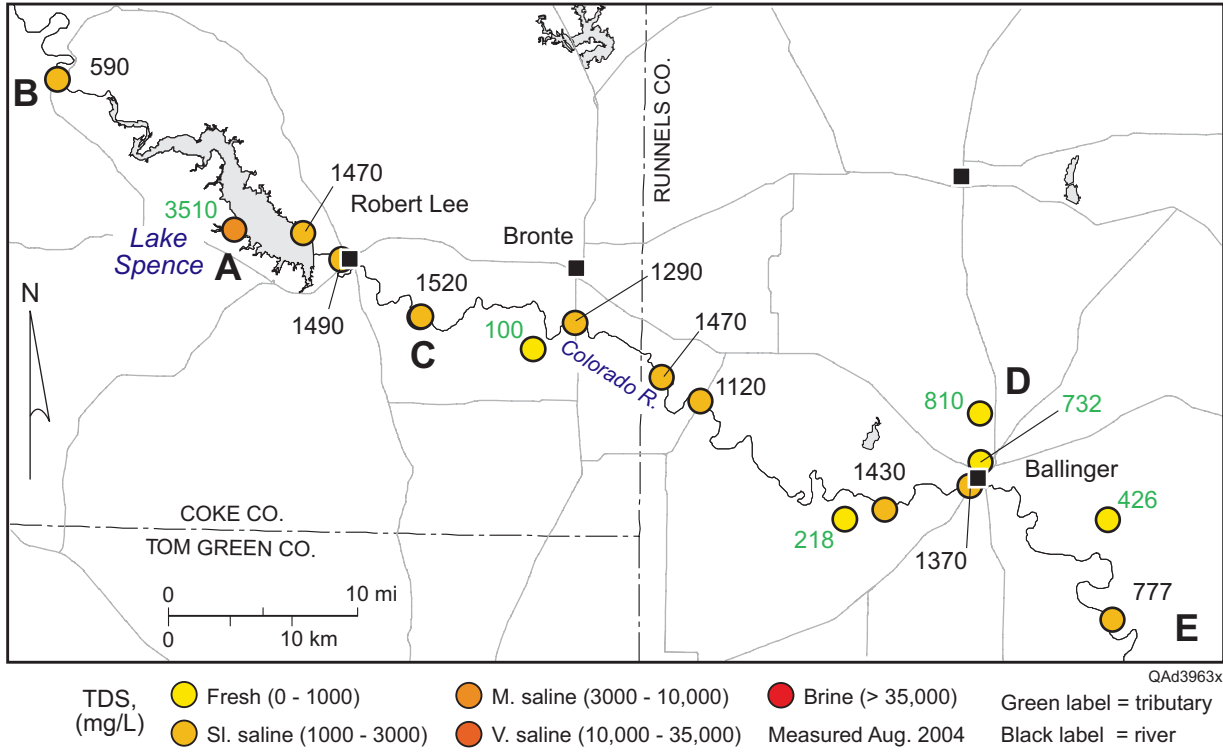 590
B
RUNNELS CO.
1470
3510
Robert Lee
Lake
Spence
A
Bronte
1290
N
1520
1490
100
C
Colorado R.
1470
1120
D
810
732
1430
Ballinger
426
218
1370
COKE CO.
TOM GREEN CO.
777
E
0 10 mi
0 10 km
QAd3963x
TDS,
(mg/L)
Fresh (0 - 1000)
M. saline (3000 - 10,000)
Brine (> 35,000)
Green label = tributary
Sl. saline (1000 - 3000)
V. saline (10,000 - 35,000)
Measured Aug. 2004
Black label = river